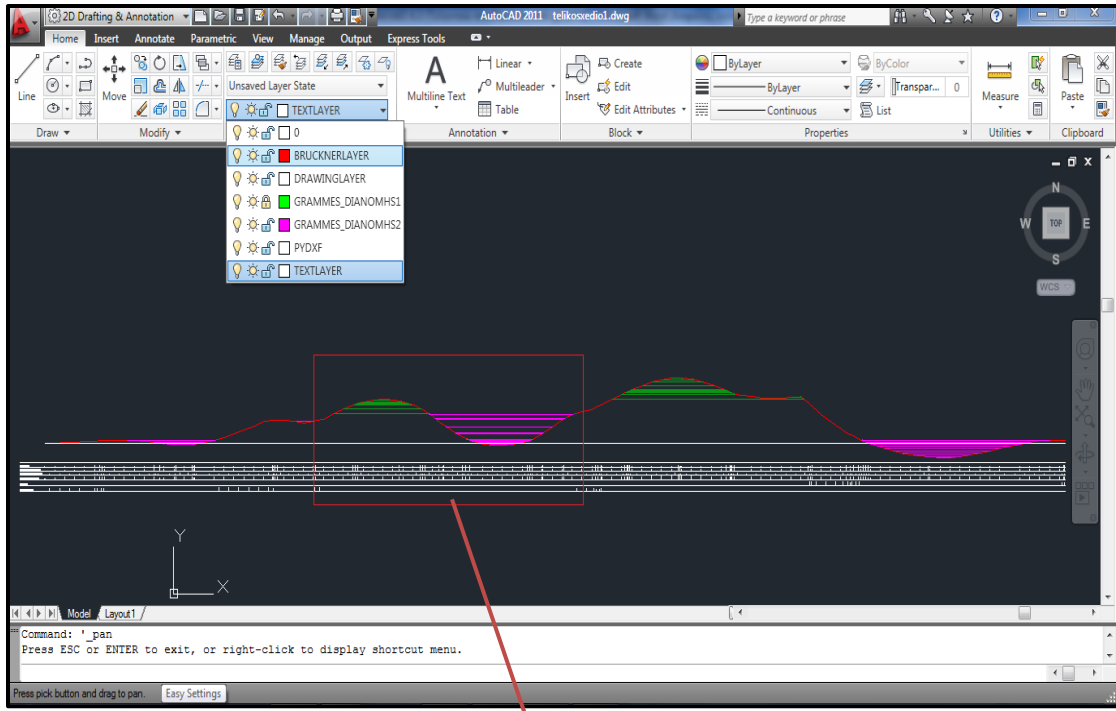 2D Drafting & Annotation AutoCAD 2011 telikosxedio1.dwg Type a keyword or phrase
Home Insert Annotate Parametric View Manage Output Express Tools
Line Move Unsaved Layer State TEXTLAYER
Multiline Text Linear Multileader Table
Insert Create Edit Edit Attributes
ByLayer ByLayer Continuous ByColor Transpar... 0 List
Measure Paste
Draw Modify Annotation Block Properties Utilities Clipboard
0
BRUCKNERLAYER
DRAWINGLAYER
GRAMMES_DIANOMHS1
GRAMMES_DIANOMHS2
PYDXF
TEXTLAYER
N
W TOP E
S
WCS
Y
X
Model Layout1
Command: '_pan
Press ESC or ENTER to exit, or right-click to display shortcut menu.
Press pick button and drag to pan. Easy Settings